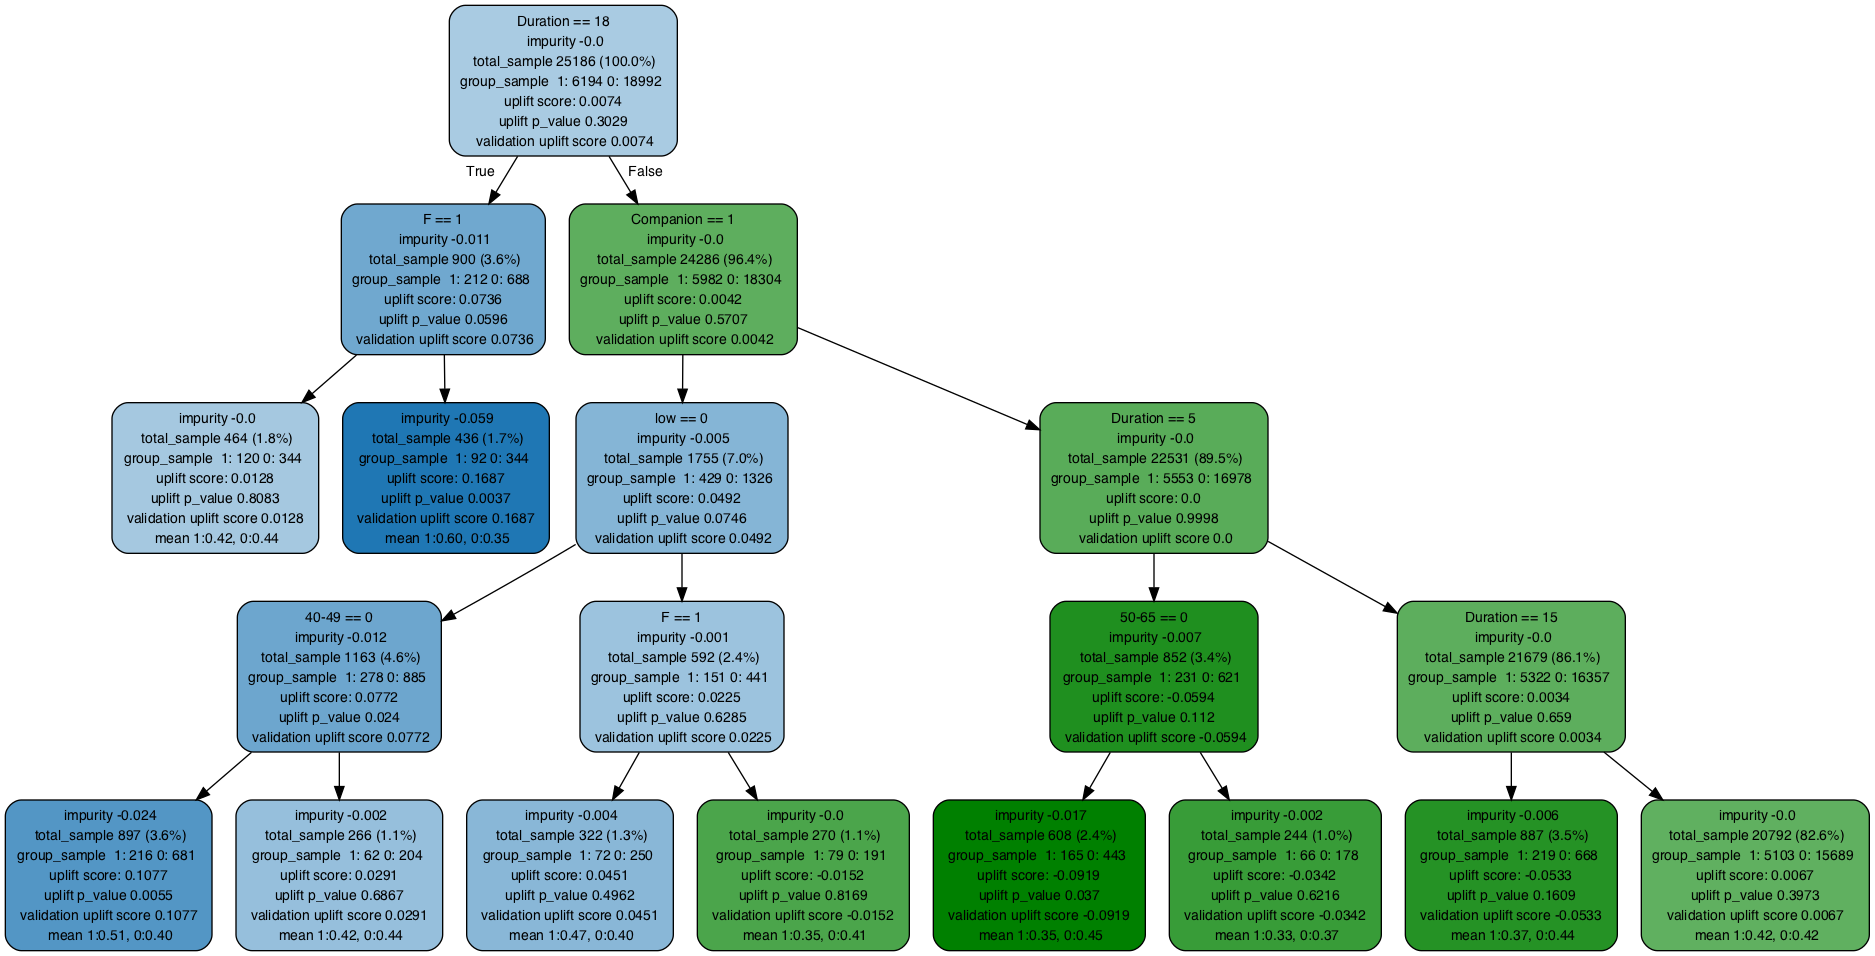 Duration == 18
impurity -0.0
total_sample 25186 (100.0%)
group_sample  1: 6194 0: 18992
uplift score: 0.0074
uplift p_value 0.3029
validation uplift score 0.0074
True
False
F == 1
impurity -0.011
total_sample 900 (3.6%)
group_sample  1: 212 0: 688
uplift score: 0.0736
uplift p_value 0.0596
validation uplift score 0.0736
Companion == 1
impurity -0.0
total_sample 24286 (96.4%)
group_sample  1: 5982 0: 18304
uplift score: 0.0042
uplift p_value 0.5707
validation uplift score 0.0042
impurity -0.0
total_sample 464 (1.8%)
group_sample  1: 120 0: 344
uplift score: 0.0128
uplift p_value 0.8083
validation uplift score 0.0128
mean 1:0.42, 0:0.44
impurity -0.059
total_sample 436 (1.7%)
group_sample  1: 92 0: 344
uplift score: 0.1687
uplift p_value 0.0037
validation uplift score 0.1687
mean 1:0.60, 0:0.35
low == 0
impurity -0.005
total_sample 1755 (7.0%)
group_sample  1: 429 0: 1326
uplift score: 0.0492
uplift p_value 0.0746
validation uplift score 0.0492
Duration == 5
impurity -0.0
total_sample 22531 (89.5%)
group_sample  1: 5553 0: 16978
uplift score: 0.0
uplift p_value 0.9998
validation uplift score 0.0
40-49 == 0
impurity -0.012
total_sample 1163 (4.6%)
group_sample  1: 278 0: 885
uplift score: 0.0772
uplift p_value 0.024
validation uplift score 0.0772
F == 1
impurity -0.001
total_sample 592 (2.4%)
group_sample  1: 151 0: 441
uplift score: 0.0225
uplift p_value 0.6285
validation uplift score 0.0225
50-65 == 0
impurity -0.007
total_sample 852 (3.4%)
group_sample  1: 231 0: 621
uplift score: -0.0594
uplift p_value 0.112
validation uplift score -0.0594
Duration == 15
impurity -0.0
total_sample 21679 (86.1%)
group_sample  1: 5322 0: 16357
uplift score: 0.0034
uplift p_value 0.659
validation uplift score 0.0034
impurity -0.024
total_sample 897 (3.6%)
group_sample  1: 216 0: 681
uplift score: 0.1077
uplift p_value 0.0055
validation uplift score 0.1077
mean 1:0.51, 0:0.40
impurity -0.002
total_sample 266 (1.1%)
group_sample  1: 62 0: 204
uplift score: 0.0291
uplift p_value 0.6867
validation uplift score 0.0291
mean 1:0.42, 0:0.44
impurity -0.004
total_sample 322 (1.3%)
group_sample  1: 72 0: 250
uplift score: 0.0451
uplift p_value 0.4962
validation uplift score 0.0451
mean 1:0.47, 0:0.40
impurity -0.0
total_sample 270 (1.1%)
group_sample  1: 79 0: 191
uplift score: -0.0152
uplift p_value 0.8169
validation uplift score -0.0152
mean 1:0.35, 0:0.41
impurity -0.017
total_sample 608 (2.4%)
group_sample  1: 165 0: 443
uplift score: -0.0919
uplift p_value 0.037
validation uplift score -0.0919
mean 1:0.35, 0:0.45
impurity -0.002
total_sample 244 (1.0%)
group_sample  1: 66 0: 178
uplift score: -0.0342
uplift p_value 0.6216
validation uplift score -0.0342
mean 1:0.33, 0:0.37
impurity -0.006
total_sample 887 (3.5%)
group_sample  1: 219 0: 668
uplift score: -0.0533
uplift p_value 0.1609
validation uplift score -0.0533
mean 1:0.37, 0:0.44
impurity -0.0
total_sample 20792 (82.6%)
group_sample  1: 5103 0: 15689
uplift score: 0.0067
uplift p_value 0.3973
validation uplift score 0.0067
mean 1:0.42, 0:0.42